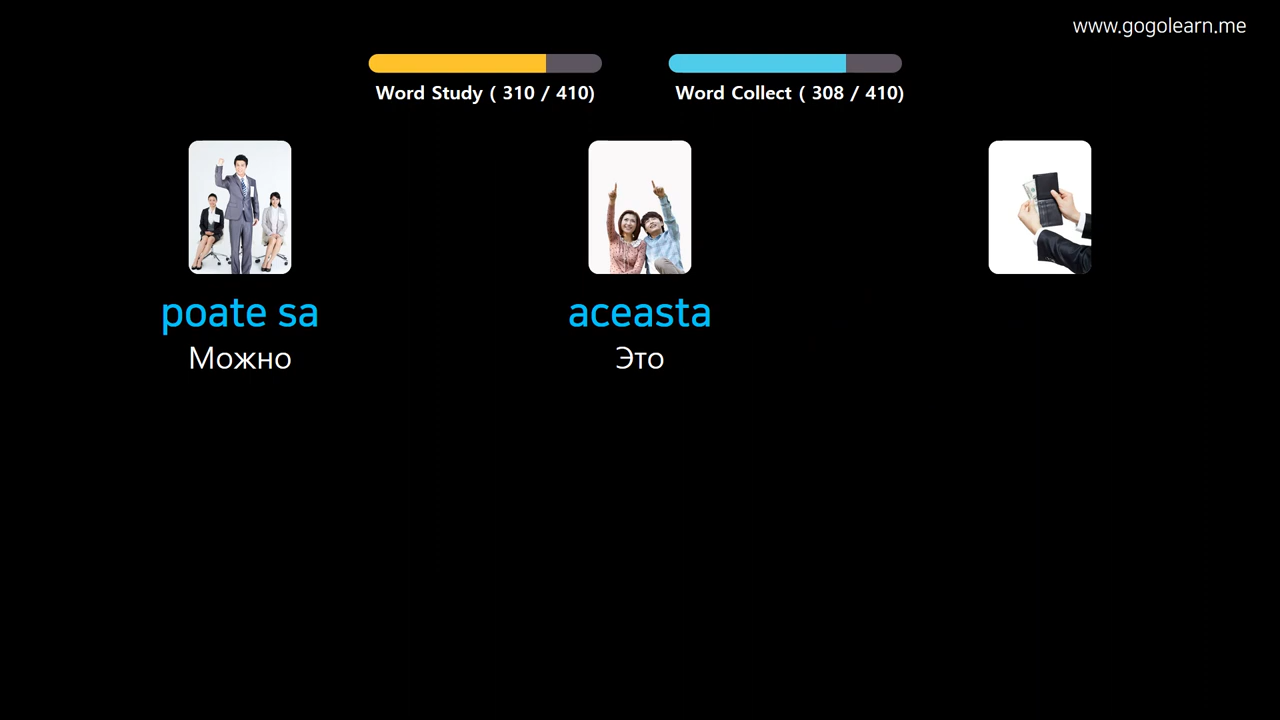 www.gogolearn.me
Word Study ( 310 / 410)
Word Collect ( 308 / 410)
poate sa
aceasta
Можно
Это